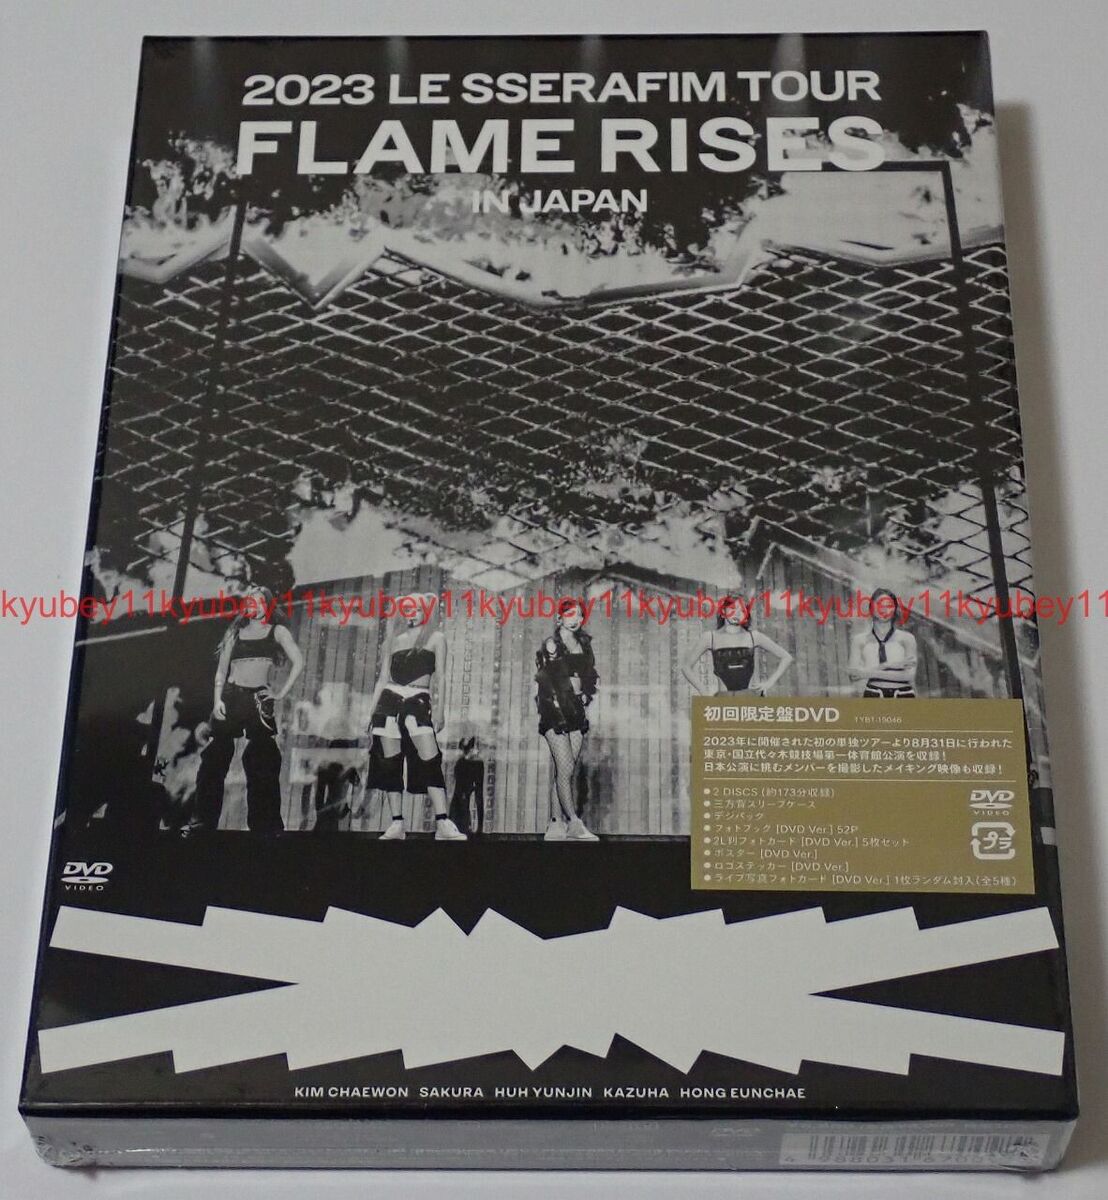 2023 LE SSERAFIM TOUR
FLAME RISES
IN JAPAN
kyubey11kyubey11kyubey11kyubey11kyubey11kyubey11kyubey11
初回限定盤DVD TYBT-19046
2023年に開催された初の単独ツアーより8月31日に行われた
東京・国立代々木競技場第一体育館公演を収録！
日本公演に挑むメンバーを撮影したメイキング映像も収録！
●2 DISCS (約173分収録)
●三方背スリーブケース
●デジパック
●フォトブック [DVD Ver.] 52P
●2L判フォトカード [DVD Ver.] 5枚セット
●ポスター [DVD Ver.]
●ロゴステッカー [DVD Ver.]
●ライブ写真フォトカード [DVD Ver.] 1枚ランダム封入(全5種)
DVD
VIDEO
プラ
DVD
VIDEO
KIM CHAEWON SAKURA HUH YUNJIN KAZUHA HONG EUNCHAE